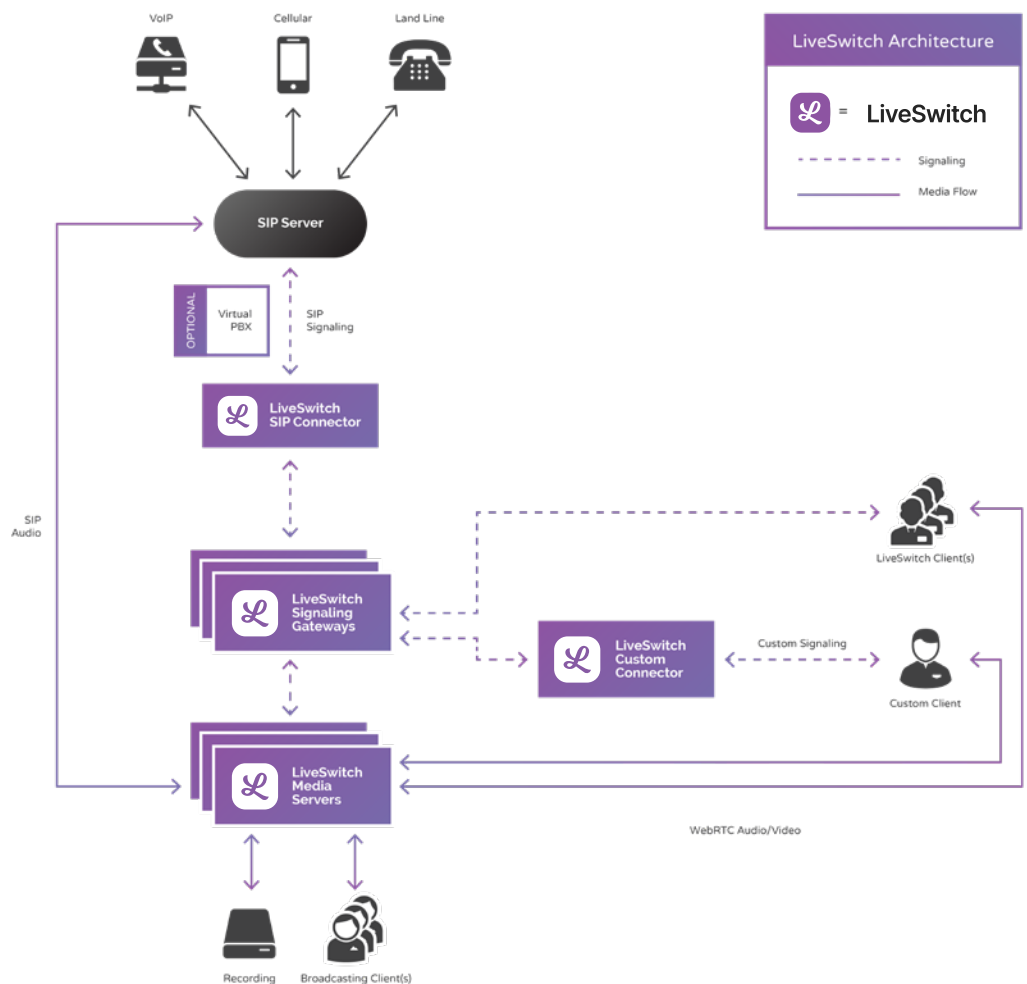 VoIP
Cellular
Land Line
LiveSwitch Architecture
= LiveSwitch
Signaling
Media Flow
SIP Server
OPTIONAL
Virtual
PBX
SIP
Signaling
LiveSwitch
SIP Connector
SIP
Audio
LiveSwitch Client(s)
LiveSwitch
Signaling
Gateways
LiveSwitch
Custom
Connector
Custom Signaling
Custom Client
LiveSwitch
Media
Servers
WebRTC Audio/Video
Recording
Broadcasting Client(s)